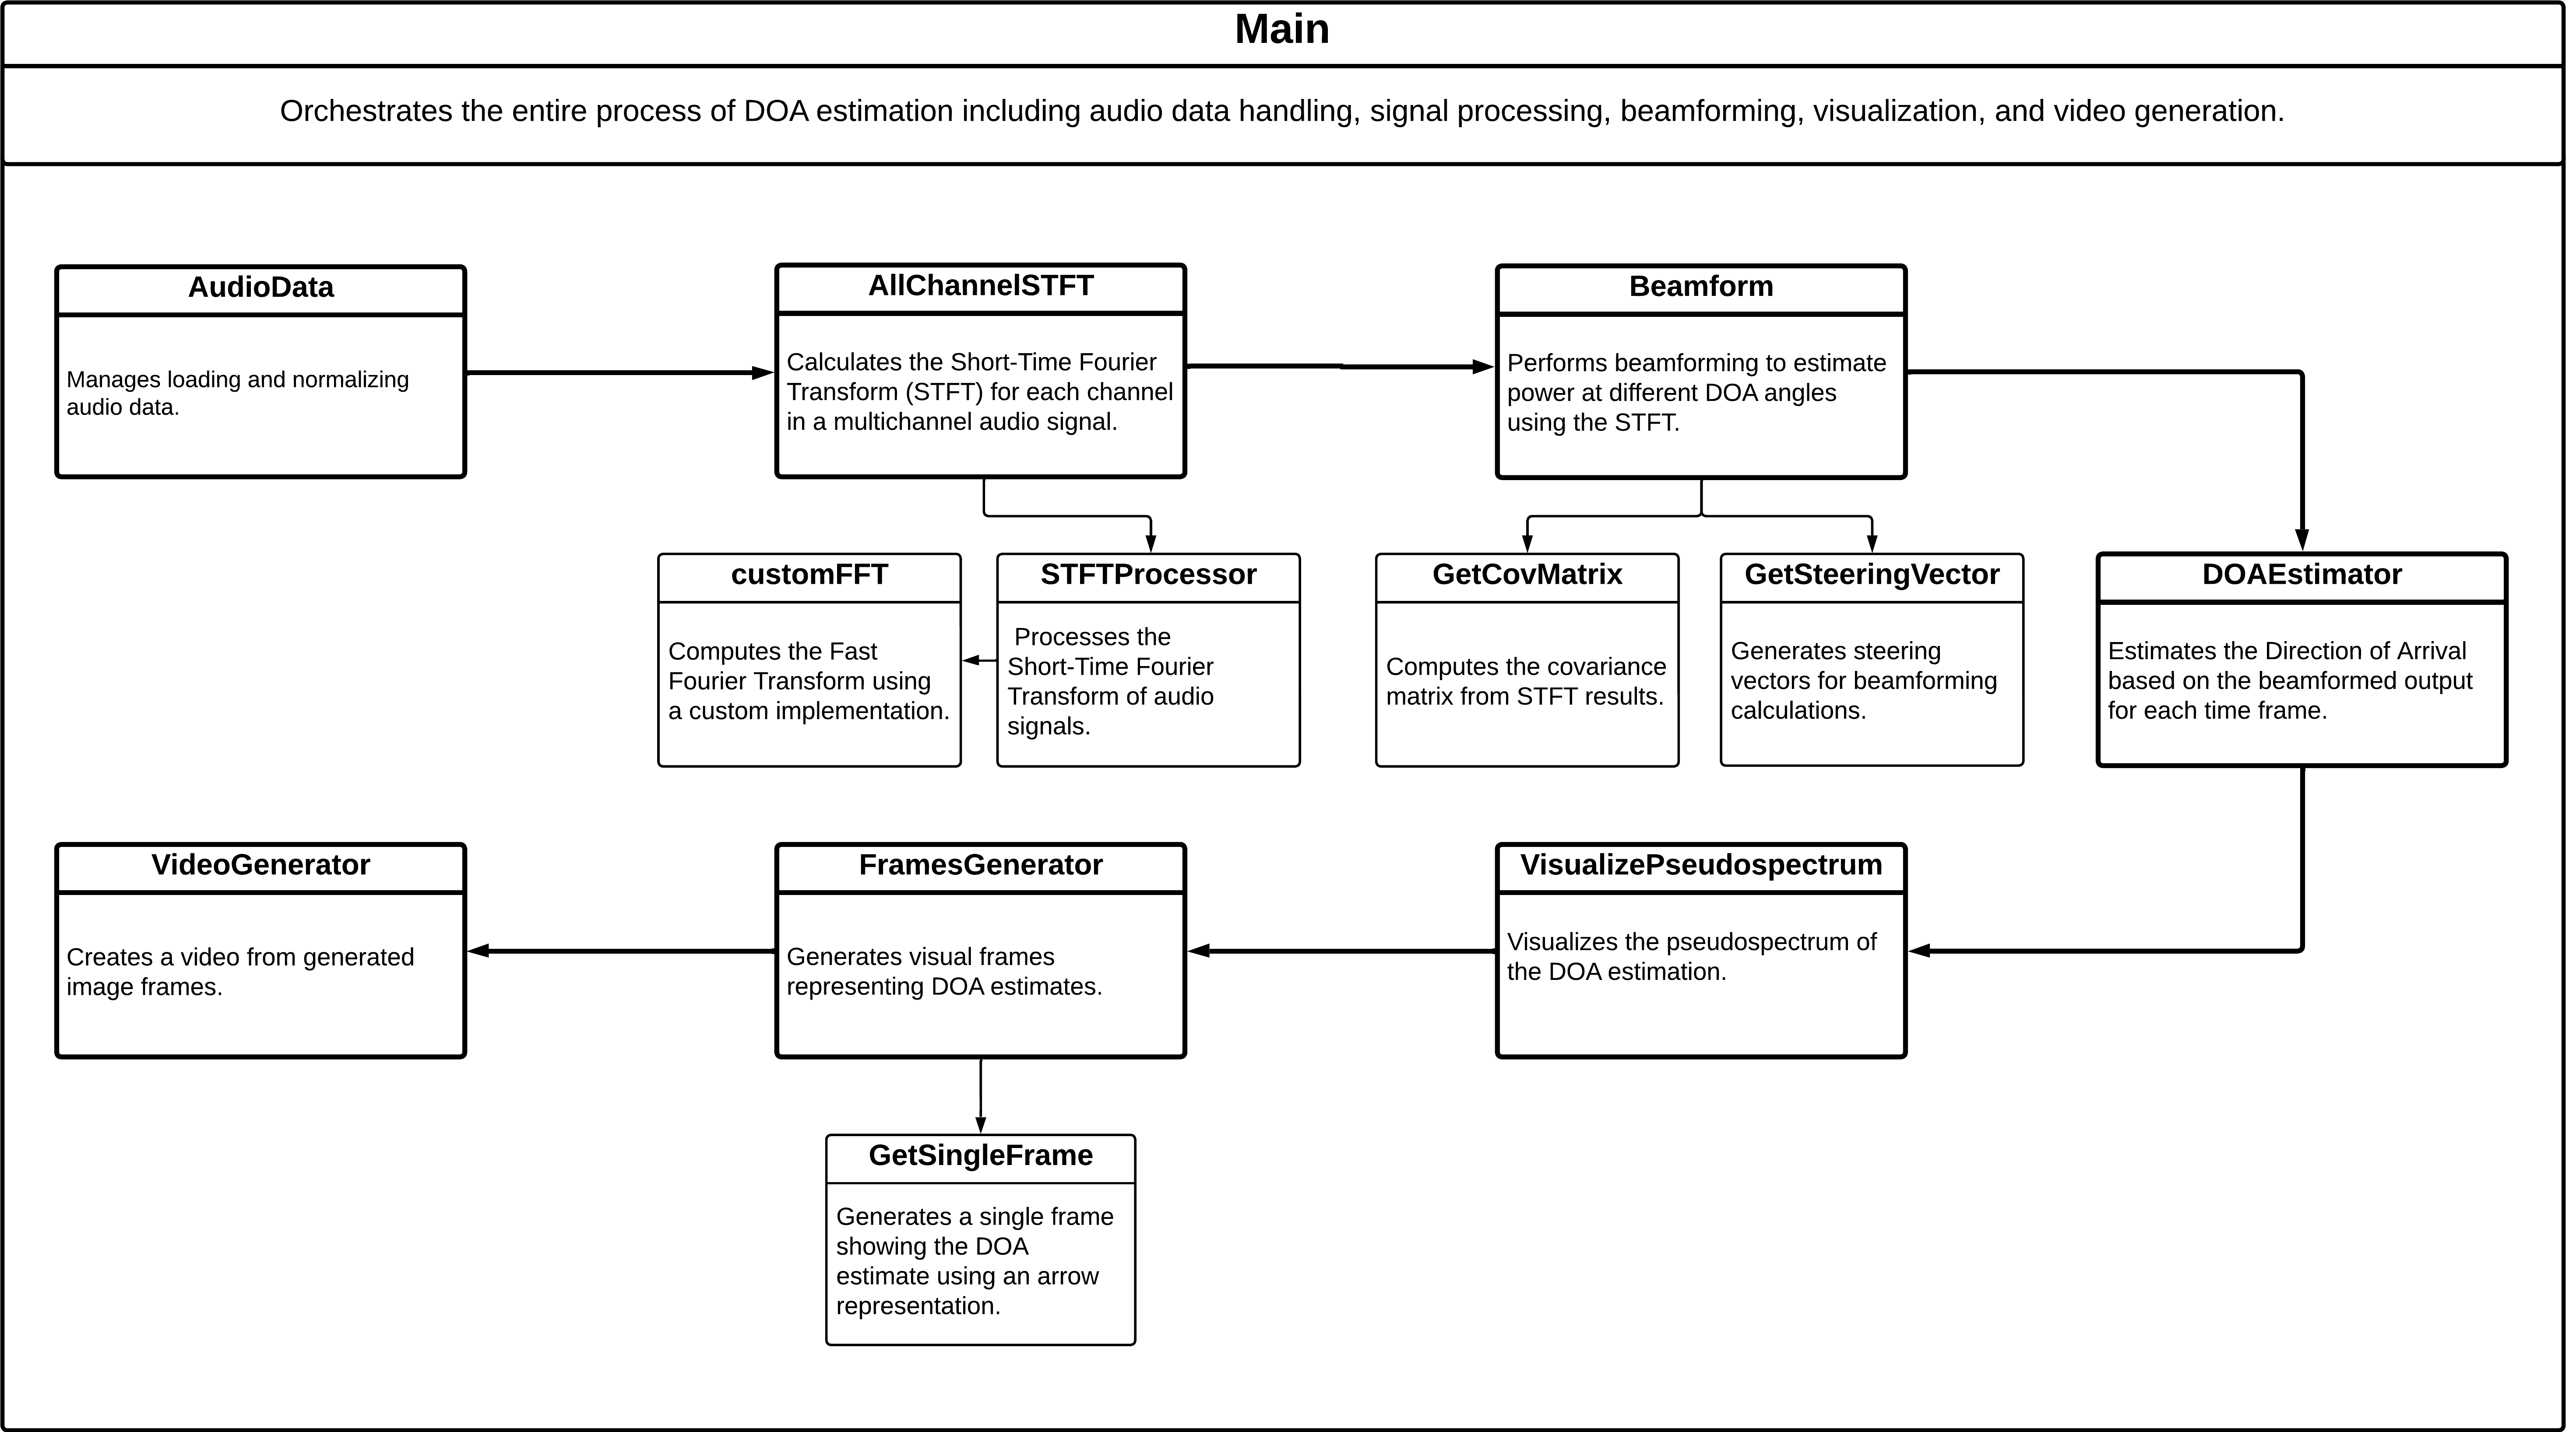 Main
Orchestrates the entire process of DOA estimation including audio data handling, signal processing, beamforming, visualization, and video generation.
AudioData
Manages loading and normalizing
audio data.
AllChannelSTFT
Calculates the Short-Time Fourier
Transform (STFT) for each channel
in a multichannel audio signal.
Beamform
Performs beamforming to estimate
power at different DOA angles
using the STFT.
customFFT
Computes the Fast
Fourier Transform using
a custom implementation.
STFTProcessor
Processes the
Short-Time Fourier
Transform of audio
signals.
GetCovMatrix
Computes the covariance
matrix from STFT results.
GetSteeringVector
Generates steering
vectors for beamforming
calculations.
DOAEstimator
Estimates the Direction of Arrival
based on the beamformed output
for each time frame.
VideoGenerator
Creates a video from generated
image frames.
FramesGenerator
Generates visual frames
representing DOA estimates.
VisualizePseudospectrum
Visualizes the pseudospectrum of
the DOA estimation.
GetSingleFrame
Generates a single frame
showing the DOA
estimate using an arrow
representation.